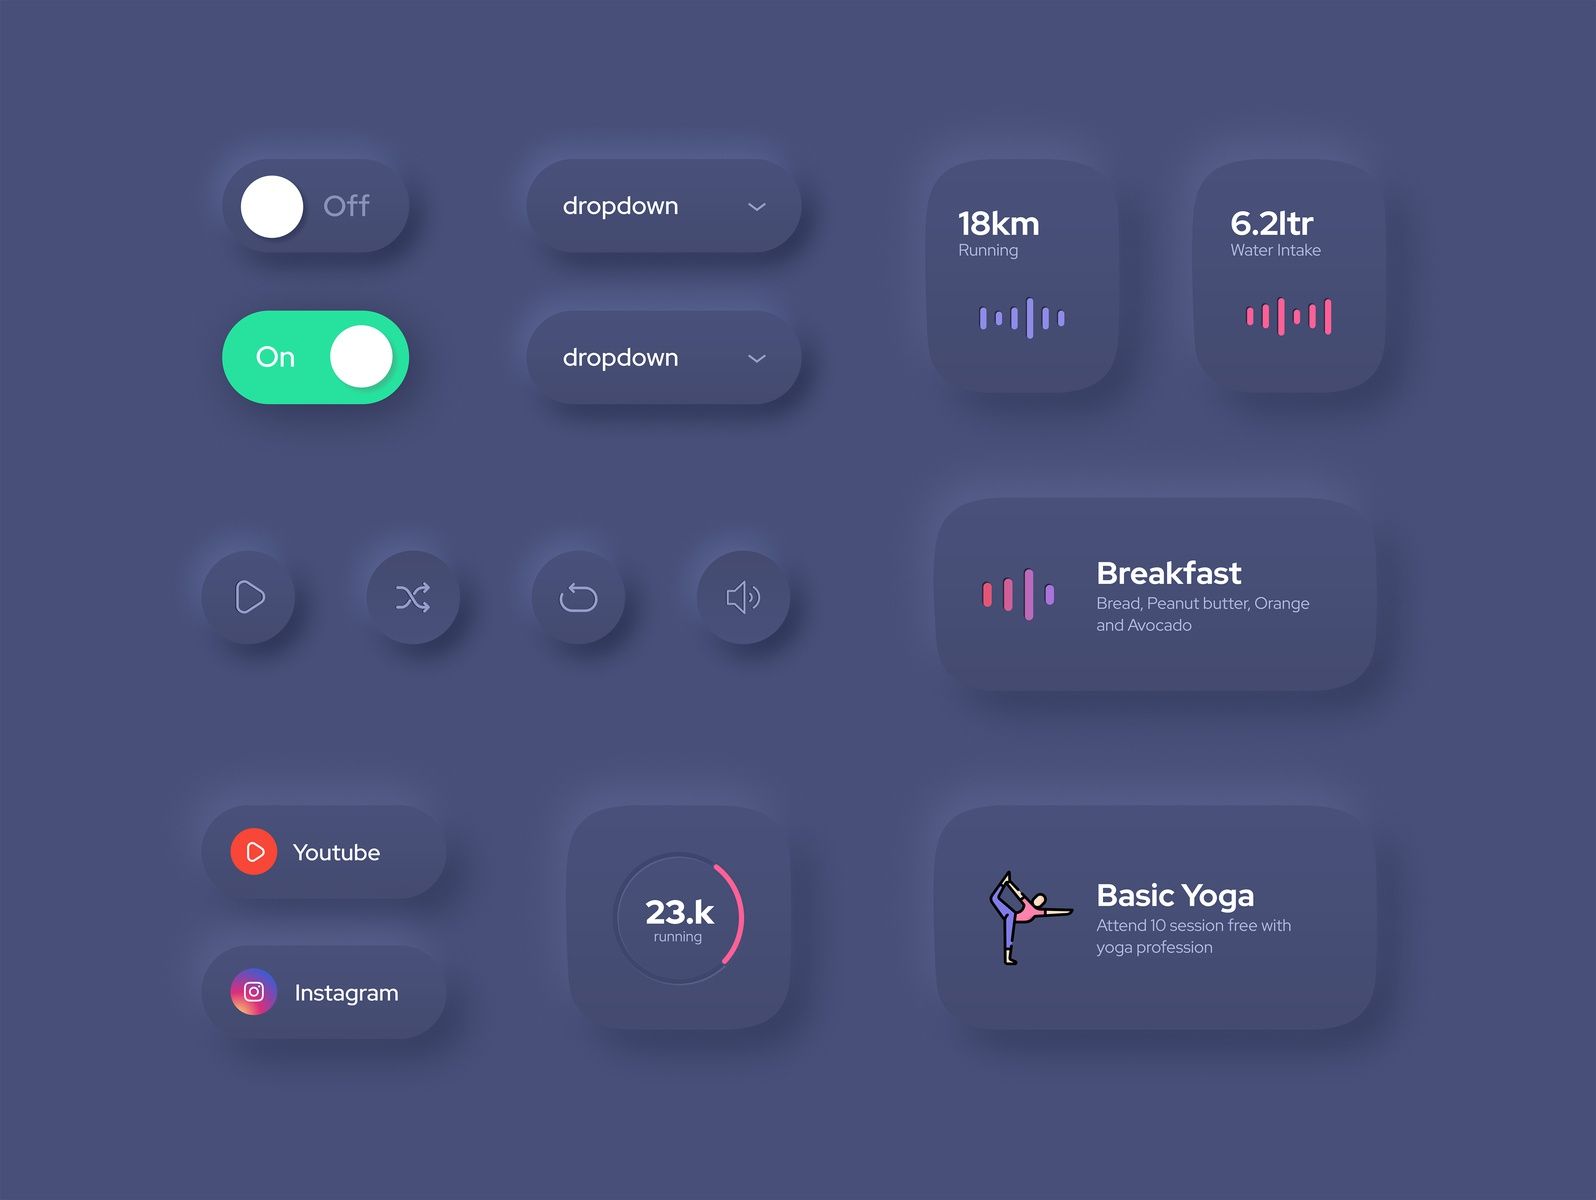 Off
dropdown
18km
Running
6.2ltr
Water Intake
On
dropdown
Breakfast
Bread, Peanut butter, Orange
and Avocado
Youtube
Instagram
23.k
running
Basic Yoga
Attend 10 session free with
yoga profession